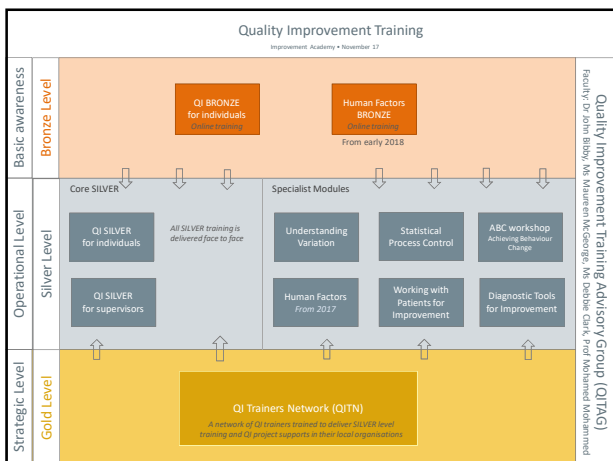 Quality Improvement Training
Improvement Academy • November 17
Basic awareness
Bronze Level
QI BRONZE
for individuals
Online training
Human Factors
BRONZE
Online training
From early 2018
Operational Level
Silver Level
Core SILVER
QI SILVER
for individuals
All SILVER training is
delivered face to face
QI SILVER
for supervisors
Specialist Modules
Understanding
Variation
Statistical
Process Control
ABC workshop
Achieving Behaviour
Change
Human Factors
From 2017
Working with
Patients for
Improvement
Diagnostic Tools
for Improvement
Strategic Level
Gold Level
QI Trainers Network (QITN)
A network of QI trainers trained to deliver SILVER level
training and QI project supports in their local organisations
Quality Improvement Training Advisory Group (QITAG)
Faculty: Dr John Bibby, Ms Maureen McGeorge, Ms Debbie Clark, Prof Mohamed Mohammed